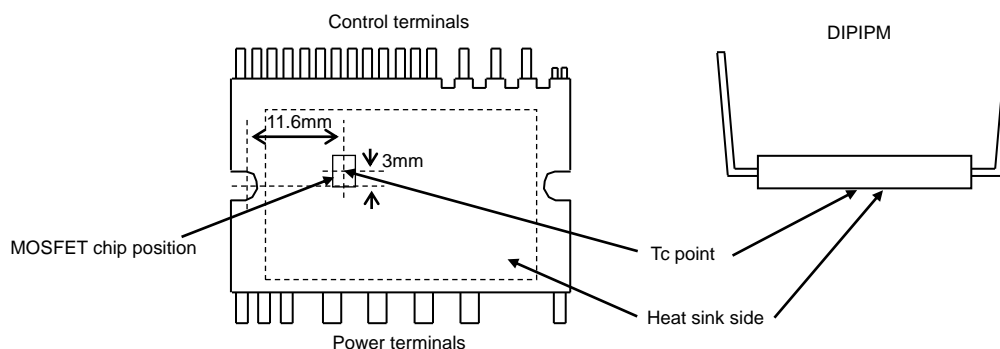 Control terminals
DIPIPM
11.6mm
3mm
MOSFET chip position
Tc point
Heat sink side
Power terminals